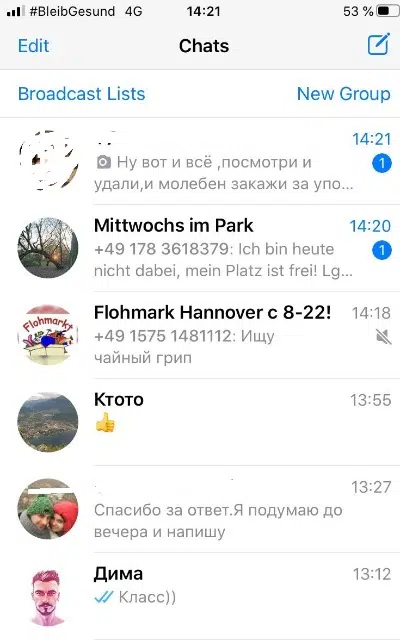 #BleibGesund 4G 14:21 53 %
Edit Chats
Broadcast Lists New Group
14:21
Ну вот и всё ,посмотри и 1
удали,и молебен закажи за упо...
Mittwochs im Park 14:20
+49 178 3618379: Ich bin heute 1
nicht dabei, mein Platz ist frei! Lg...
Flohmark Hannover с 8-22! 14:18
+49 1575 1481112: Ищу
чайный грип
Ктото 13:55
👍
13:27
Спасибо за ответ.Я подумаю до
вечера и напишу
Дима 13:12
Класс))
Flohmarkt